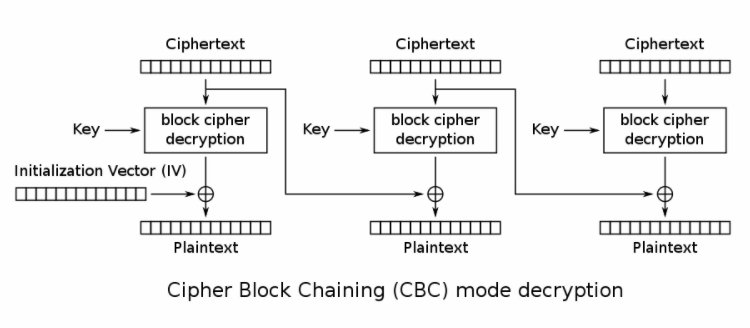 Ciphertext
Ciphertext
Ciphertext
Key
block cipher
decryption
Key
block cipher
decryption
Key
block cipher
decryption
Initialization Vector (IV)
Plaintext
Plaintext
Plaintext
Cipher Block Chaining (CBC) mode decryption